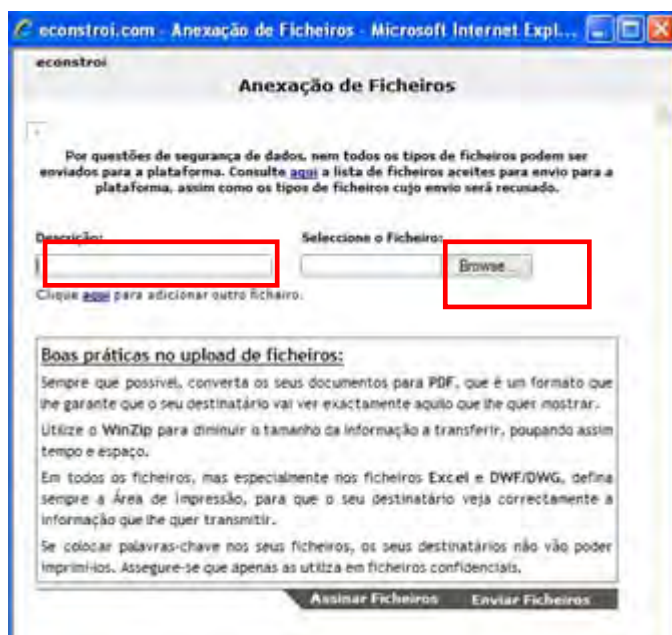 econstroi.com - Anexação de Ficheiros - Microsoft Internet Expl...
econstroi
Anexação de Ficheiros
Por questões de segurança de dados, nem todos os tipos de ficheiros podem ser
enviados para a plataforma. Consulte aqui a lista de ficheiros aceites para envio para a
plataforma, assim como os tipos de ficheiros cujo envio será recusado.
Descrição: Seleccione o Ficheiro:
Browse...
Clique aqui para adicionar outro ficheiro.
Boas práticas no upload de ficheiros:
Sempre que possível, converta os seus documentos para PDF, que é um formato que
lhe garante que o seu destinatário vai ver exactamente aquilo que lhe quer mostrar.
Utilize o WinZip para diminuir o tamanho da informação a transferir, poupando assim
tempo e espaço.
Em todos os ficheiros, mas especialmente nos ficheiros Excel e DWF/DWG, defina
sempre a Área de Impressão, para que o seu destinatário veja correctamente a
informação que lhe quer transmitir.
Se colocar palavras-chave nos seus ficheiros, os seus destinatários não vão poder
imprimi-los. Assegure-se que apenas as utiliza em ficheiros confidenciais.
Assinar Ficheiros Enviar Ficheiros